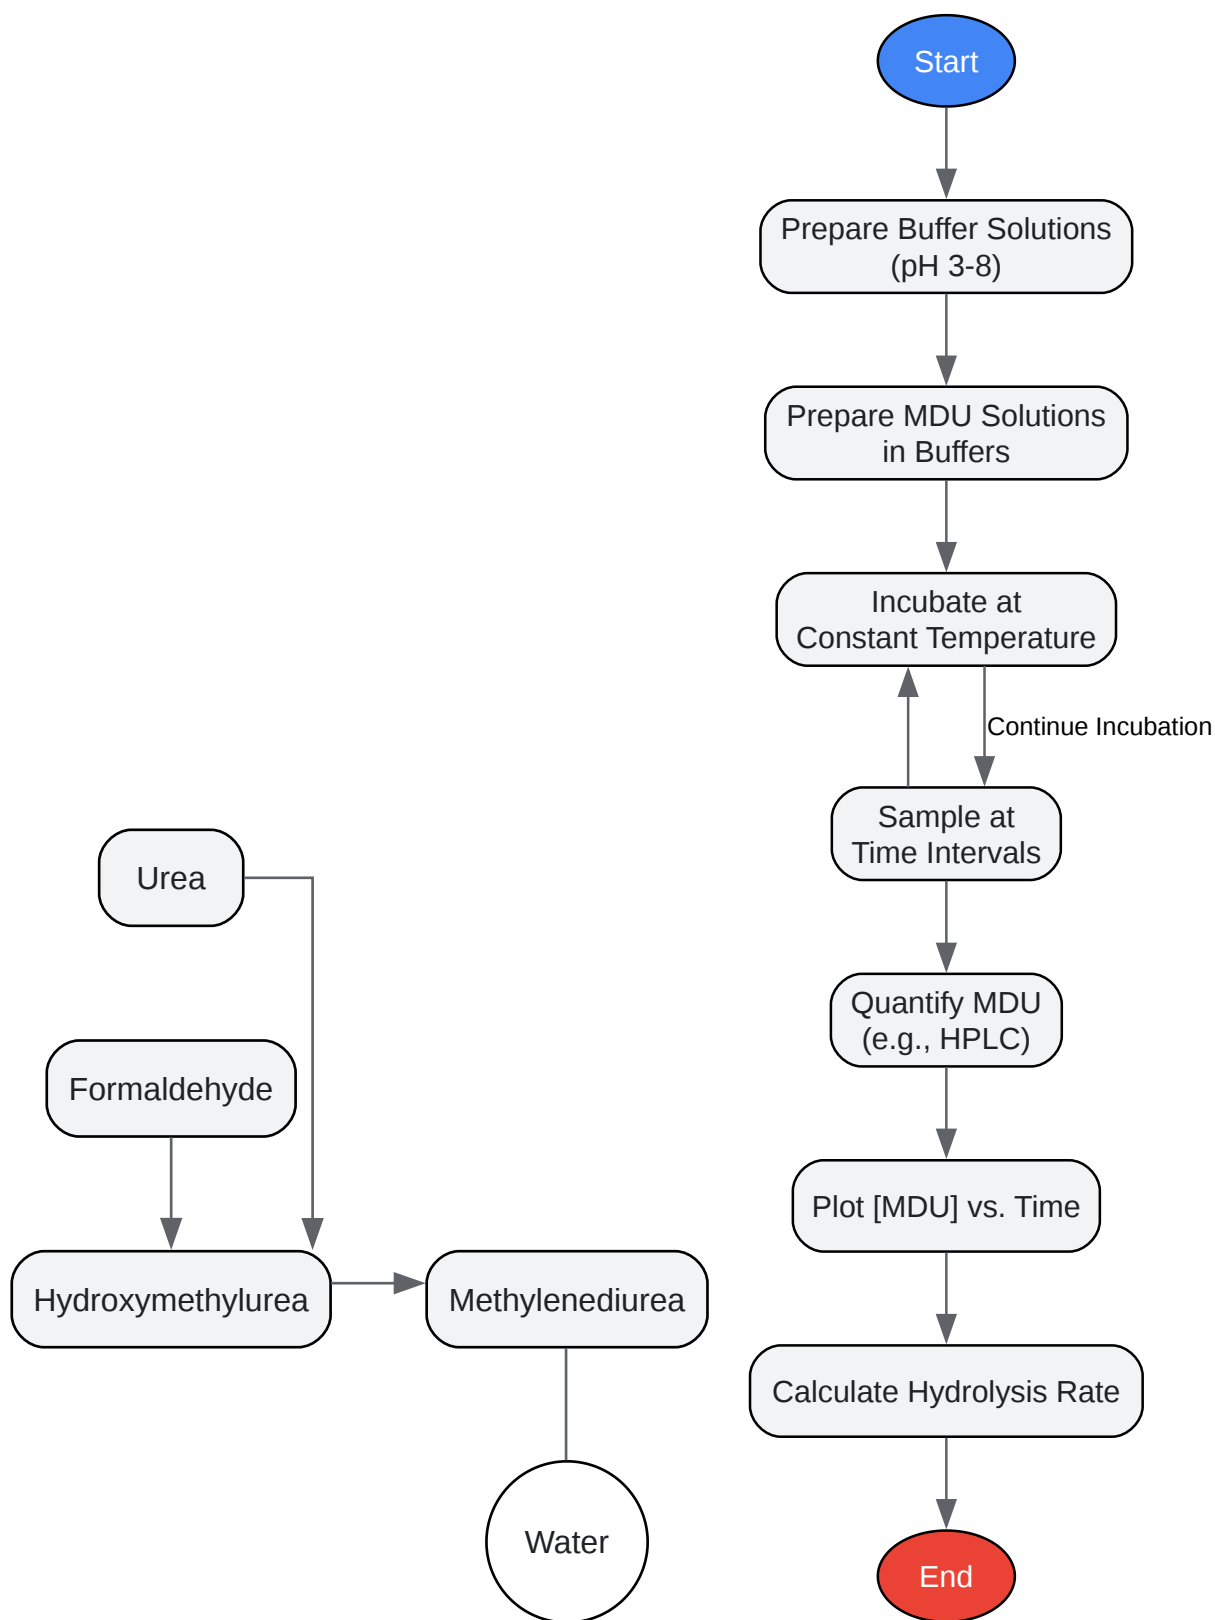 Start
Prepare Buffer Solutions
(pH 3-8)
Prepare MDU Solutions
in Buffers
Incubate at
Constant Temperature
Continue Incubation
Sample at
Time Intervals
Quantify MDU
(e.g., HPLC)
Plot [MDU] vs. Time
Calculate Hydrolysis Rate
End
Urea
Formaldehyde
Hydroxymethylurea
Methylenediurea
Water